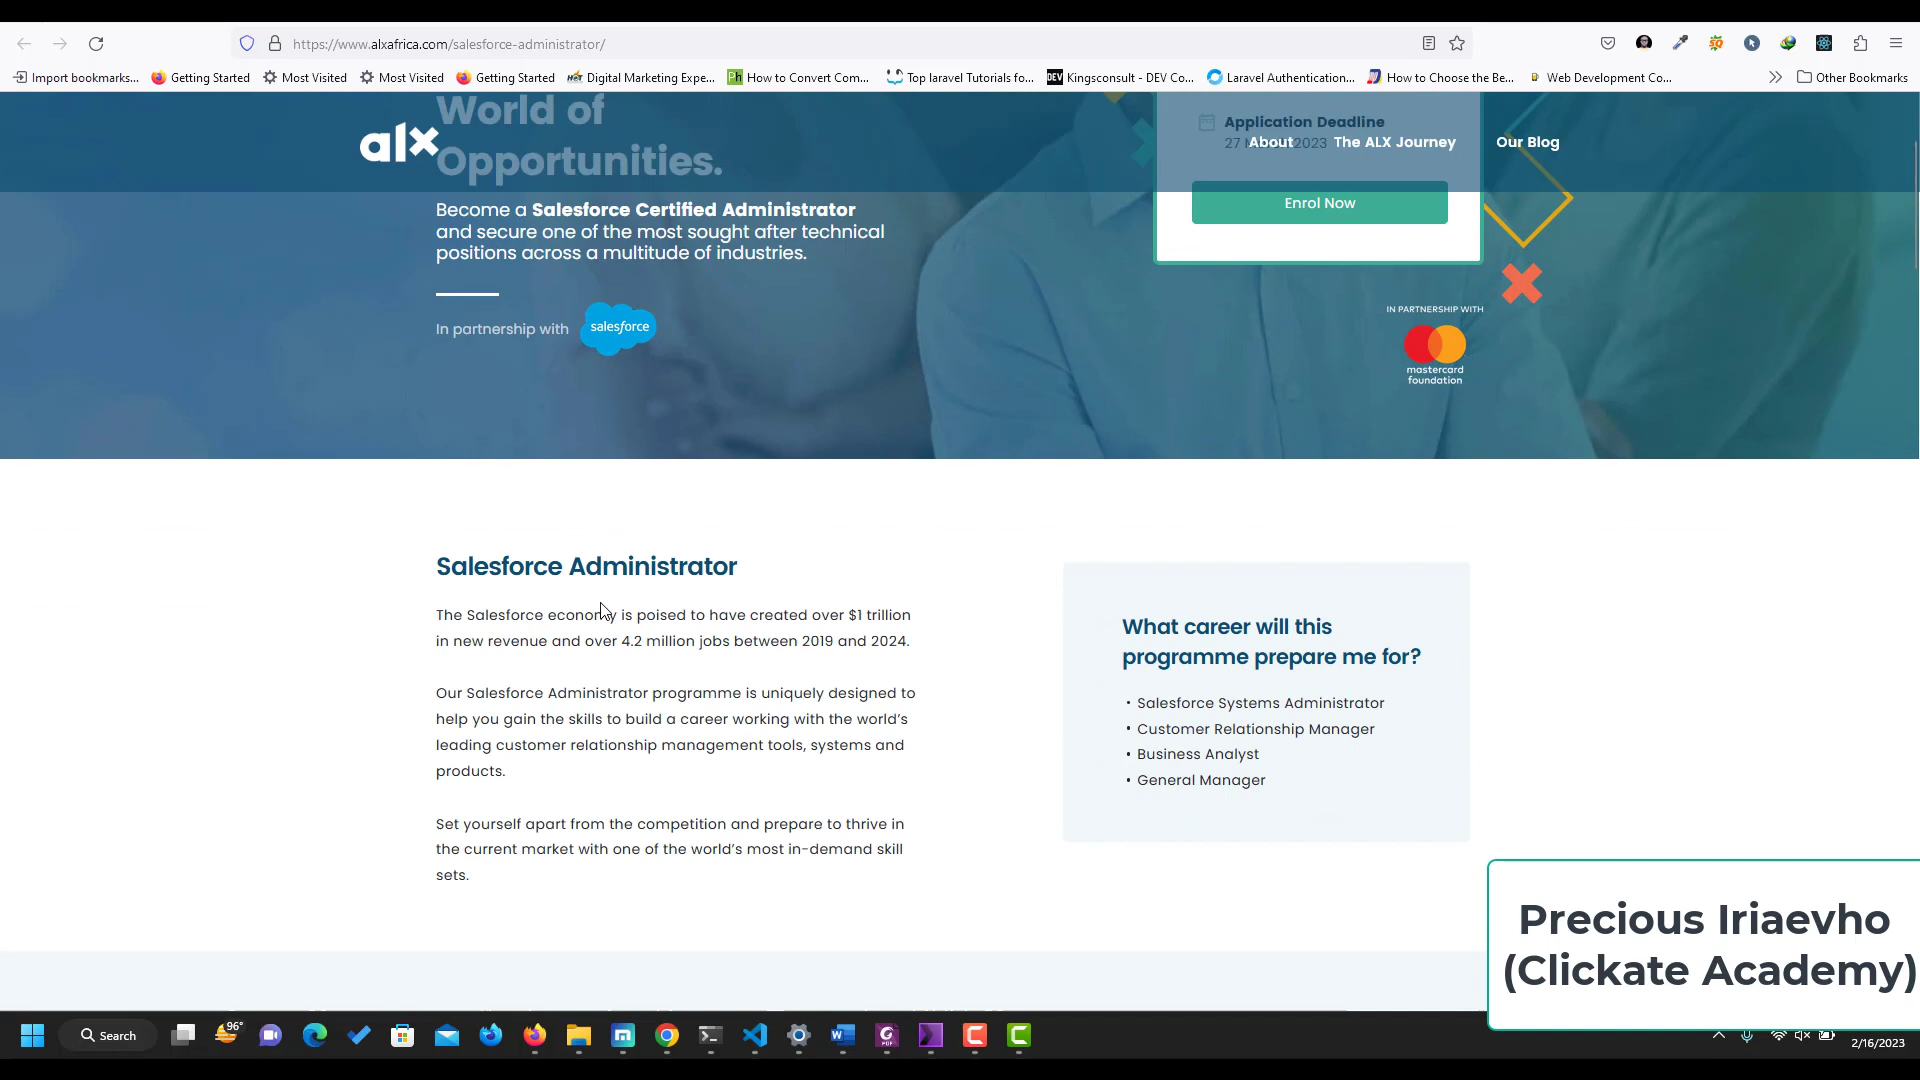 https://www.alxafrica.com/salesforce-administrator/
Import bookmarks...
Getting Started
Most Visited
Most Visited
Getting Started
Digital Marketing Expe...
How to Convert Com...
Top laravel Tutorials fo...
Kingsconsult - DEV Co...
Laravel Authentication...
How to Choose the Be...
Web Development Co...
Other Bookmarks
World of
Opportunities.
alx
Application Deadline
2023
About
The ALX Journey
Our Blog
Enrol Now
Become a Salesforce Certified Administrator
and secure one of the most sought after technical
positions across a multitude of industries.
In partnership with
salesforce
IN PARTNERSHIP WITH
mastercard
foundation
Salesforce Administrator
The Salesforce economy is poised to have created over $1 trillion
in new revenue and over 4.2 million jobs between 2019 and 2024.
Our Salesforce Administrator programme is uniquely designed to
help you gain the skills to build a career working with the world's
leading customer relationship management tools, systems and
products.
Set yourself apart from the competition and prepare to thrive in
the current market with one of the world's most in-demand skill
sets.
What career will this
programme prepare me for?
• Salesforce Systems Administrator
• Customer Relationship Manager
• Business Analyst
• General Manager
Precious Iriaevho
(Clickate Academy)
96°
Search
2/16/2023